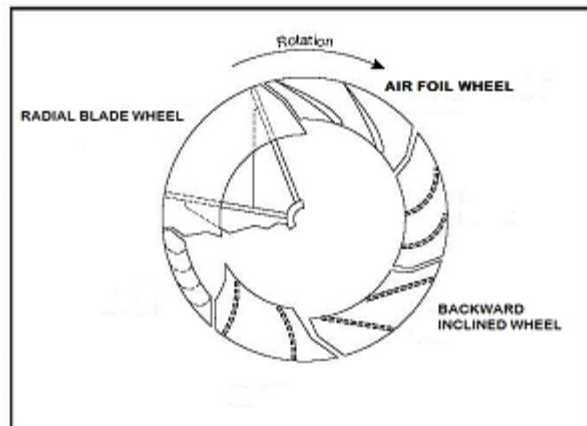 Rotation
AIR FOIL WHEEL
RADIAL BLADE WHEEL
BACKWARD
INCLINED WHEEL